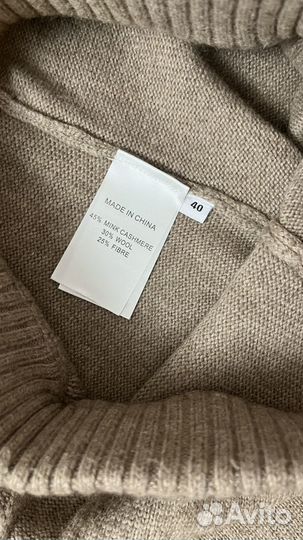 MADE IN CHINA
45% MINK CASHMERE
30% WOOL
25% FIBRE
40
Avito